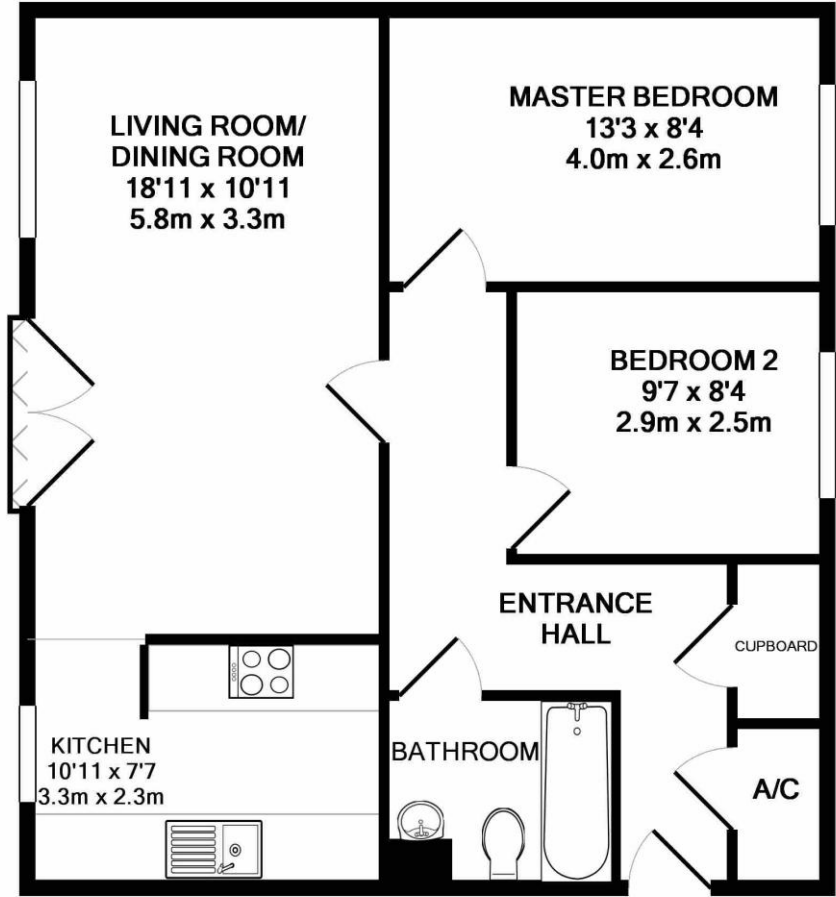 LIVING ROOM/
DINING ROOM
18'11 x 10'11
5.8m x 3.3m
MASTER BEDROOM
13'3 x 8'4
4.0m x 2.6m
BEDROOM 2
9'7 x 8'4
2.9m x 2.5m
ENTRANCE
HALL
CUPBOARD
KITCHEN
10'11 x 7'7
3.3m x 2.3m
BATHROOM
A/C